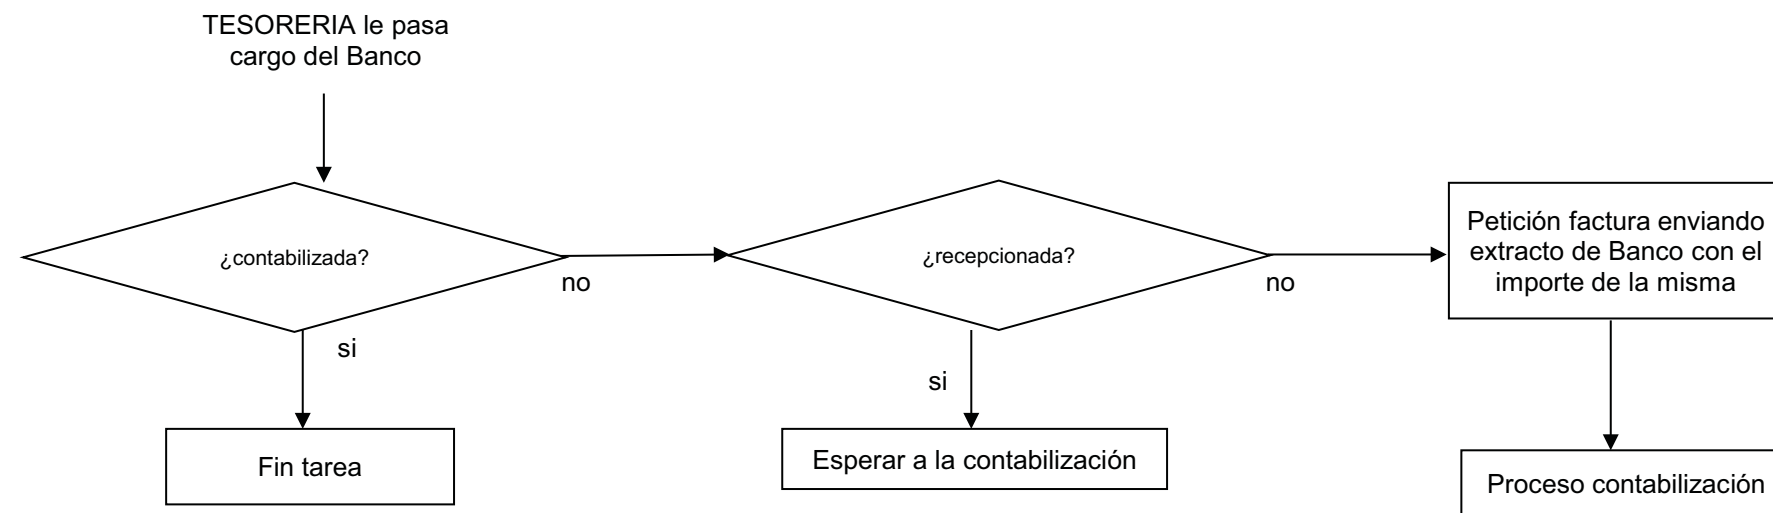 TESORERIA le pasa
cargo del Banco
¿contabilizada?
no
si
Fin tarea
¿recepcionada?
no
si
Esperar a la contabilización
Petición factura enviando
extracto de Banco con el
importe de la misma
Proceso contabilización